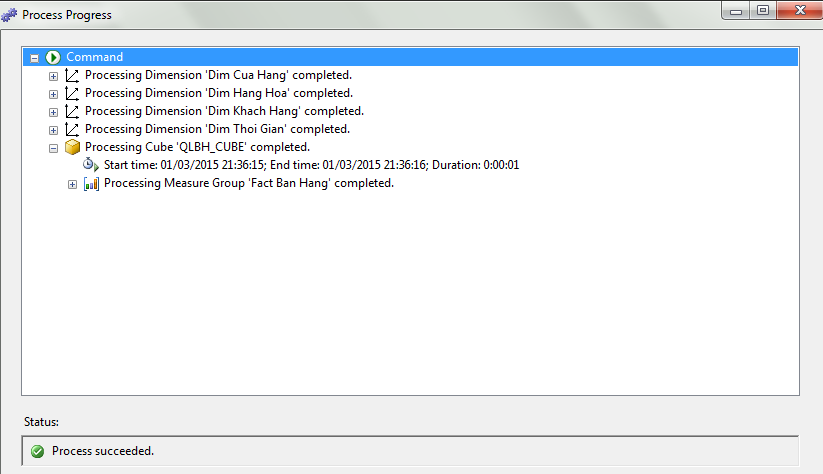 Process Progress
Command
Processing Dimension 'Dim Cua Hang' completed.
Processing Dimension 'Dim Hang Hoa' completed.
Processing Dimension 'Dim Khach Hang' completed.
Processing Dimension 'Dim Thoi Gian' completed.
Processing Cube 'QLBH_CUBE' completed.
Start time: 01/03/2015 21:36:15; End time: 01/03/2015 21:36:16; Duration: 0:00:01
Processing Measure Group 'Fact Ban Hang' completed.
Status:
Process succeeded.